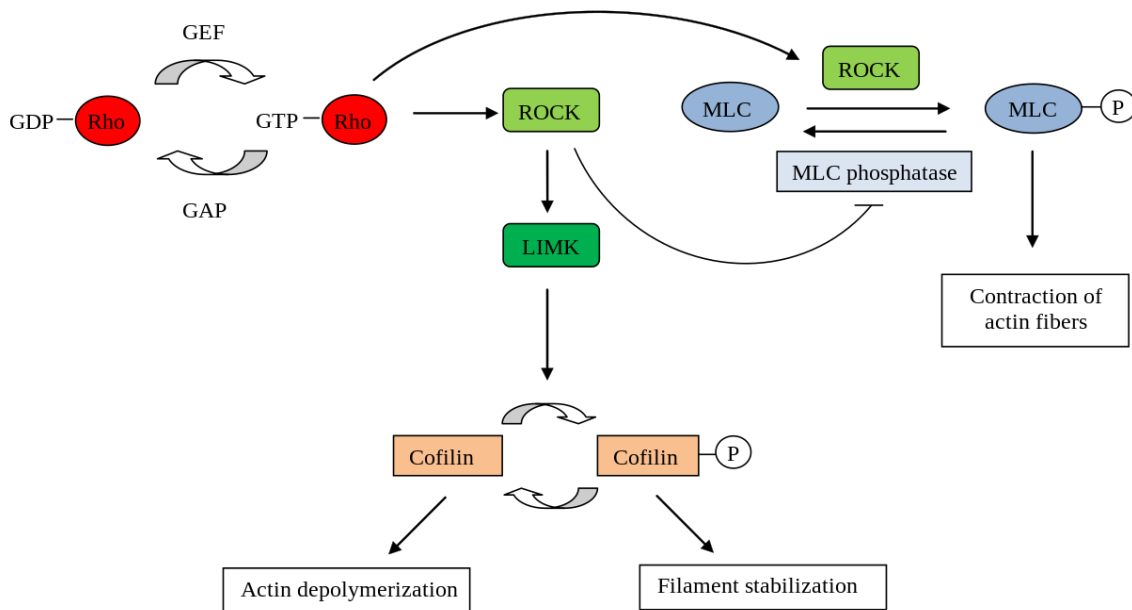 GEF
GDP
Rho
GTP
Rho
GAP
ROCK
ROCK
MLC
MLC
P
MLC phosphatase
LIMK
Contraction of
actin fibers
Cofilin
Cofilin
P
Actin depolymerization
Filament stabilization